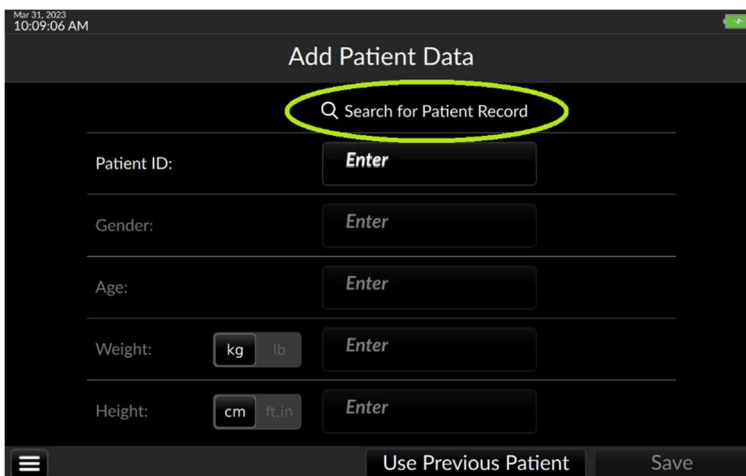 Mar 31, 2023
10:09:06 AM
Add Patient Data
Search for Patient Record
Patient ID: Enter
Gender: Enter
Age: Enter
Weight: kg lb Enter
Height: cm ft,in Enter
Use Previous Patient Save